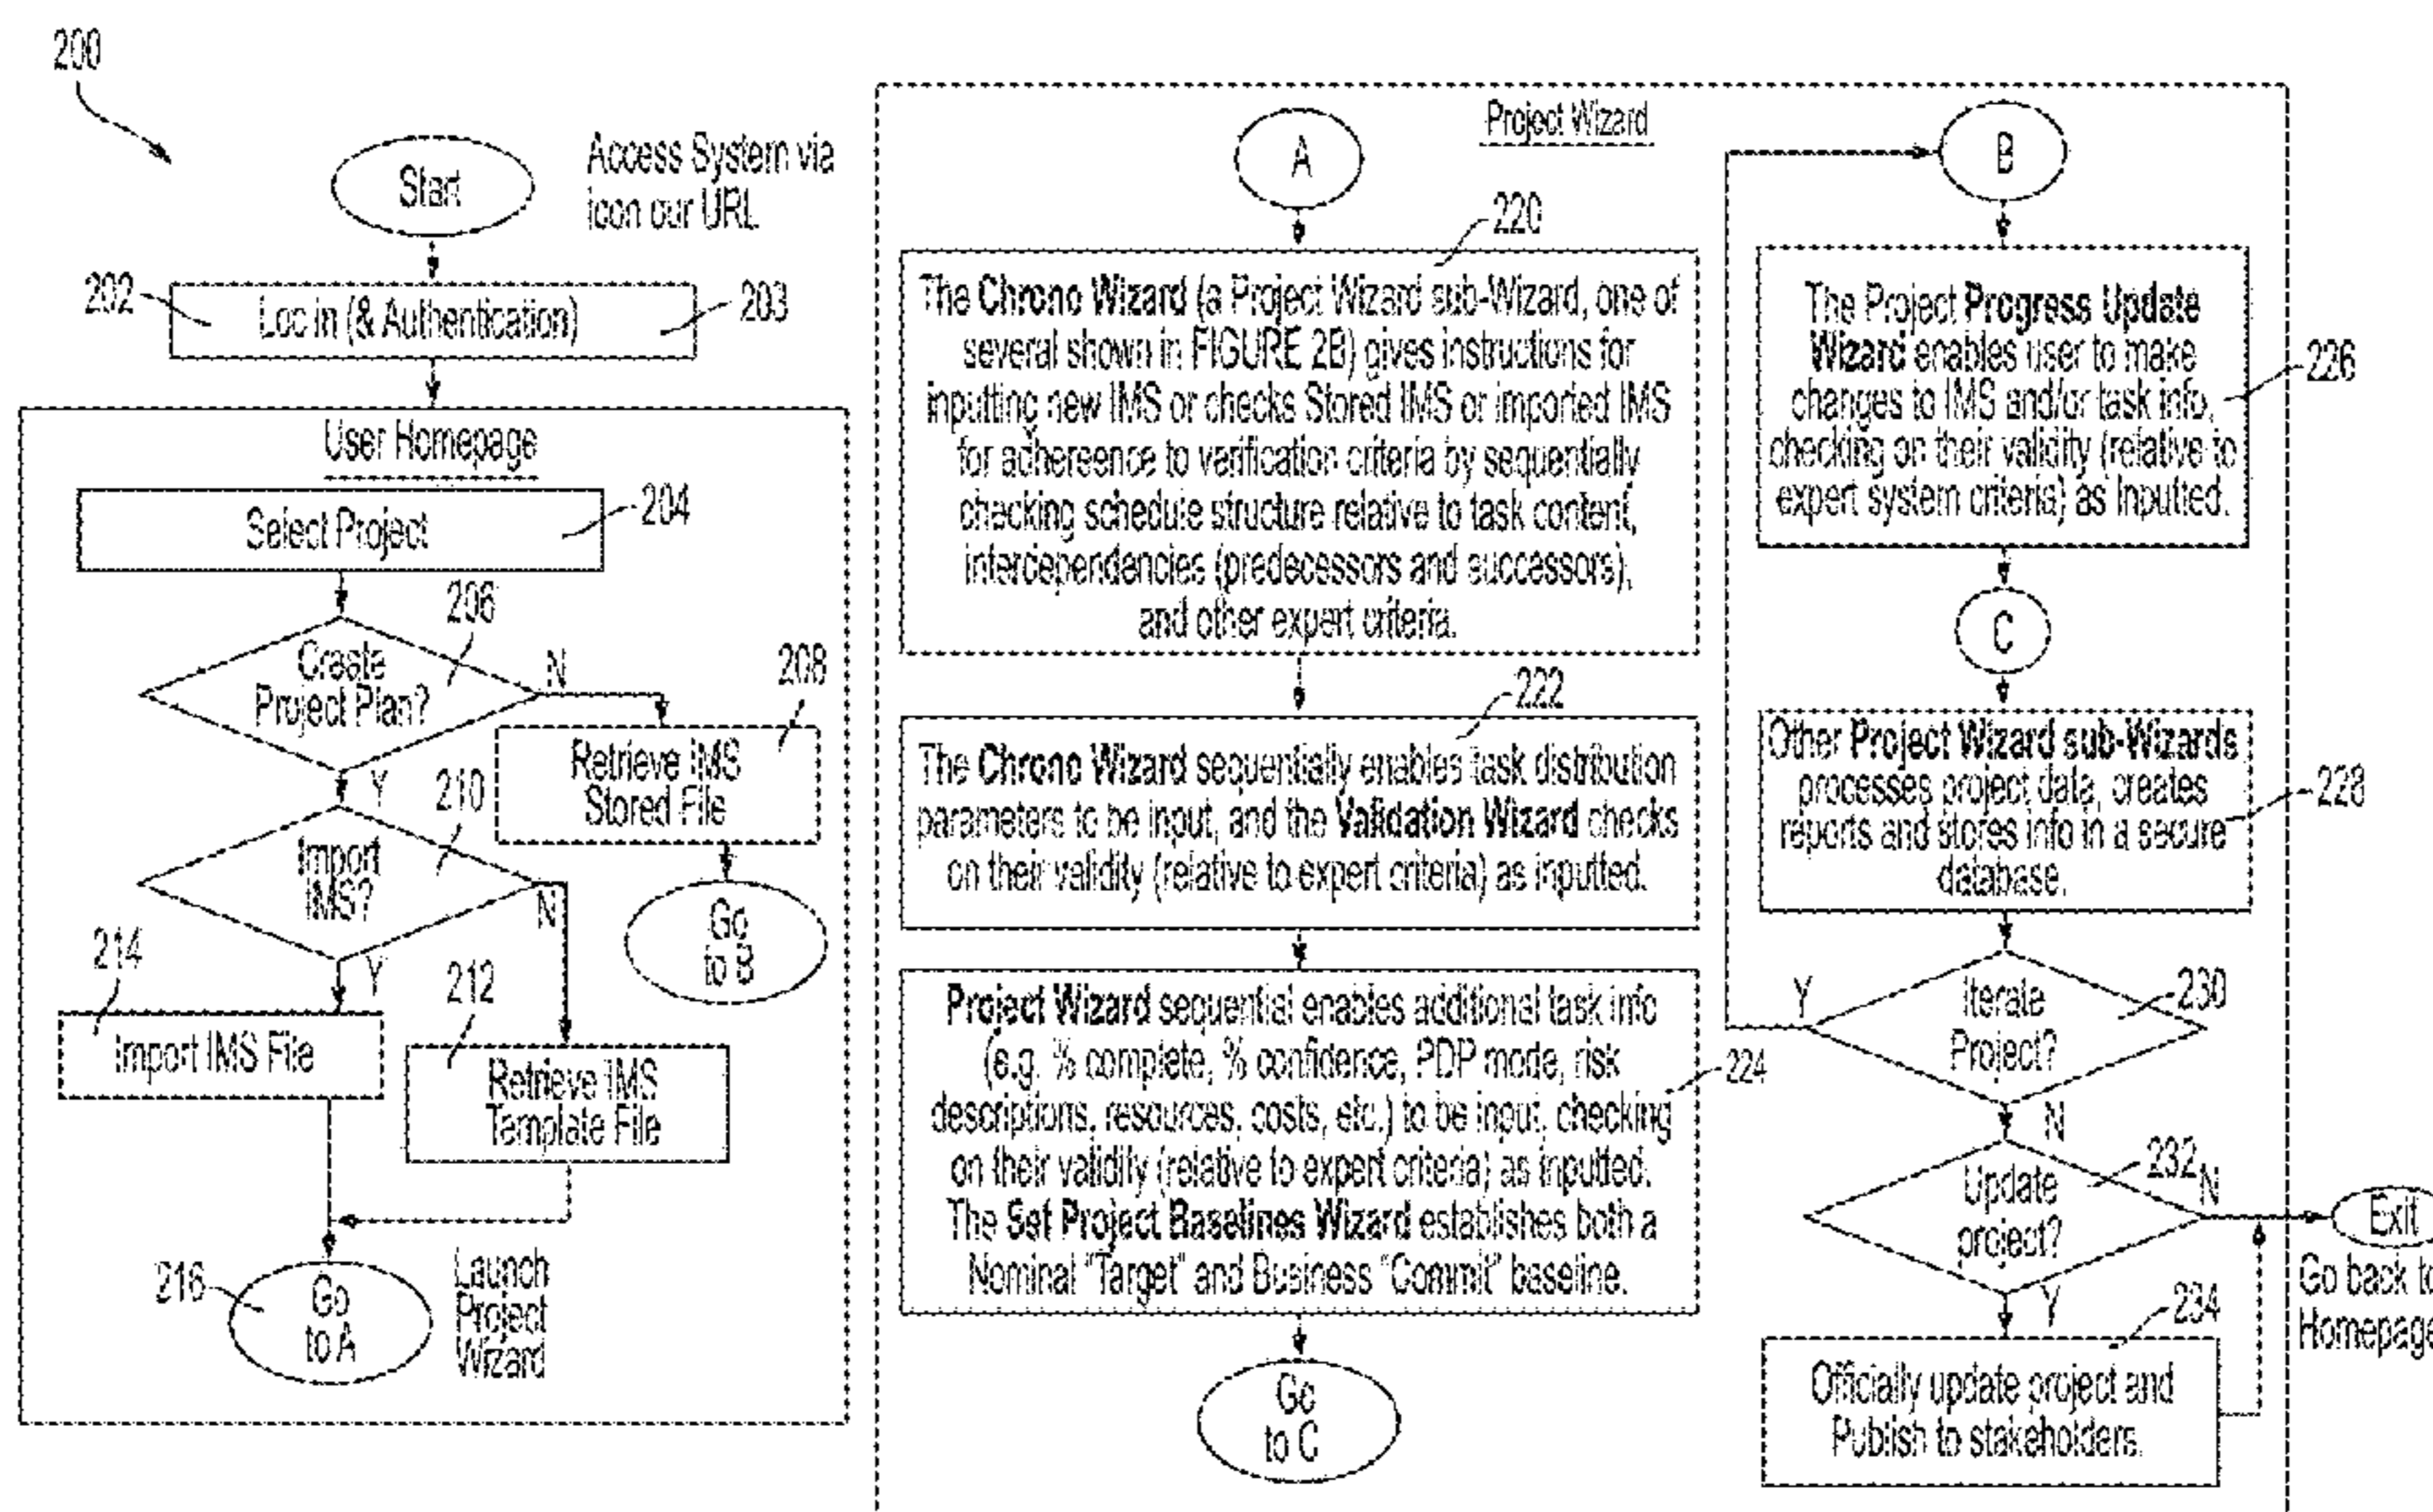 200
Start
Access System via
icon our URL
202
Loc in (& Authentication)
203
User Homepage
Select Project
204
Create
Project Plan?
206
N
Y
208
Retrieve IMS
Stored File
Go
to B
Import
IMS?
210
N
Y
214
Import IMS File
212
Retrieve IMS
Template File
216
Go
to A
Launch
Project
Wizard
Project Wizard
A
220
The Chrono Wizard (a Project Wizard sub-Wizard, one of
several shown in FIGURE 2B) gives instructions for
inputting new IMS or checks Stored IMS or imported IMS
for adhereence to verification criteria by sequentially
checking schedule structure relative to task content,
interdependencies (predecessors and successors),
and other expert criteria.
222
The Chrono Wizard sequentially enables task distribution
parameters to be input, and the Validation Wizard checks
on their validity (relative to expert criteria) as inputted.
Project Wizard sequential enables additional task info
(e.g. % complete, % confidence, PDP mode, risk
descriptions, resources, costs, etc.) to be input, checking
on their validity (relative to expert criteria) as inputted.
The Set Project Baselines Wizard establishes both a
Nominal "Target" and Business "Commit" baseline.
224
Go
to C
B
The Project Progress Update
Wizard enables user to make
changes to IMS and/or task info,
checking on their validity (relative to
expert system criteria) as inputted.
226
C
Other Project Wizard sub-Wizards
processes project data, creates
reports and stores info in a secure
database.
228
Y
Iterate
Project?
230
N
Update
project?
232
N
Y
Exit
Go back to
Homepage
234
Officially update project and
Publish to stakeholders.